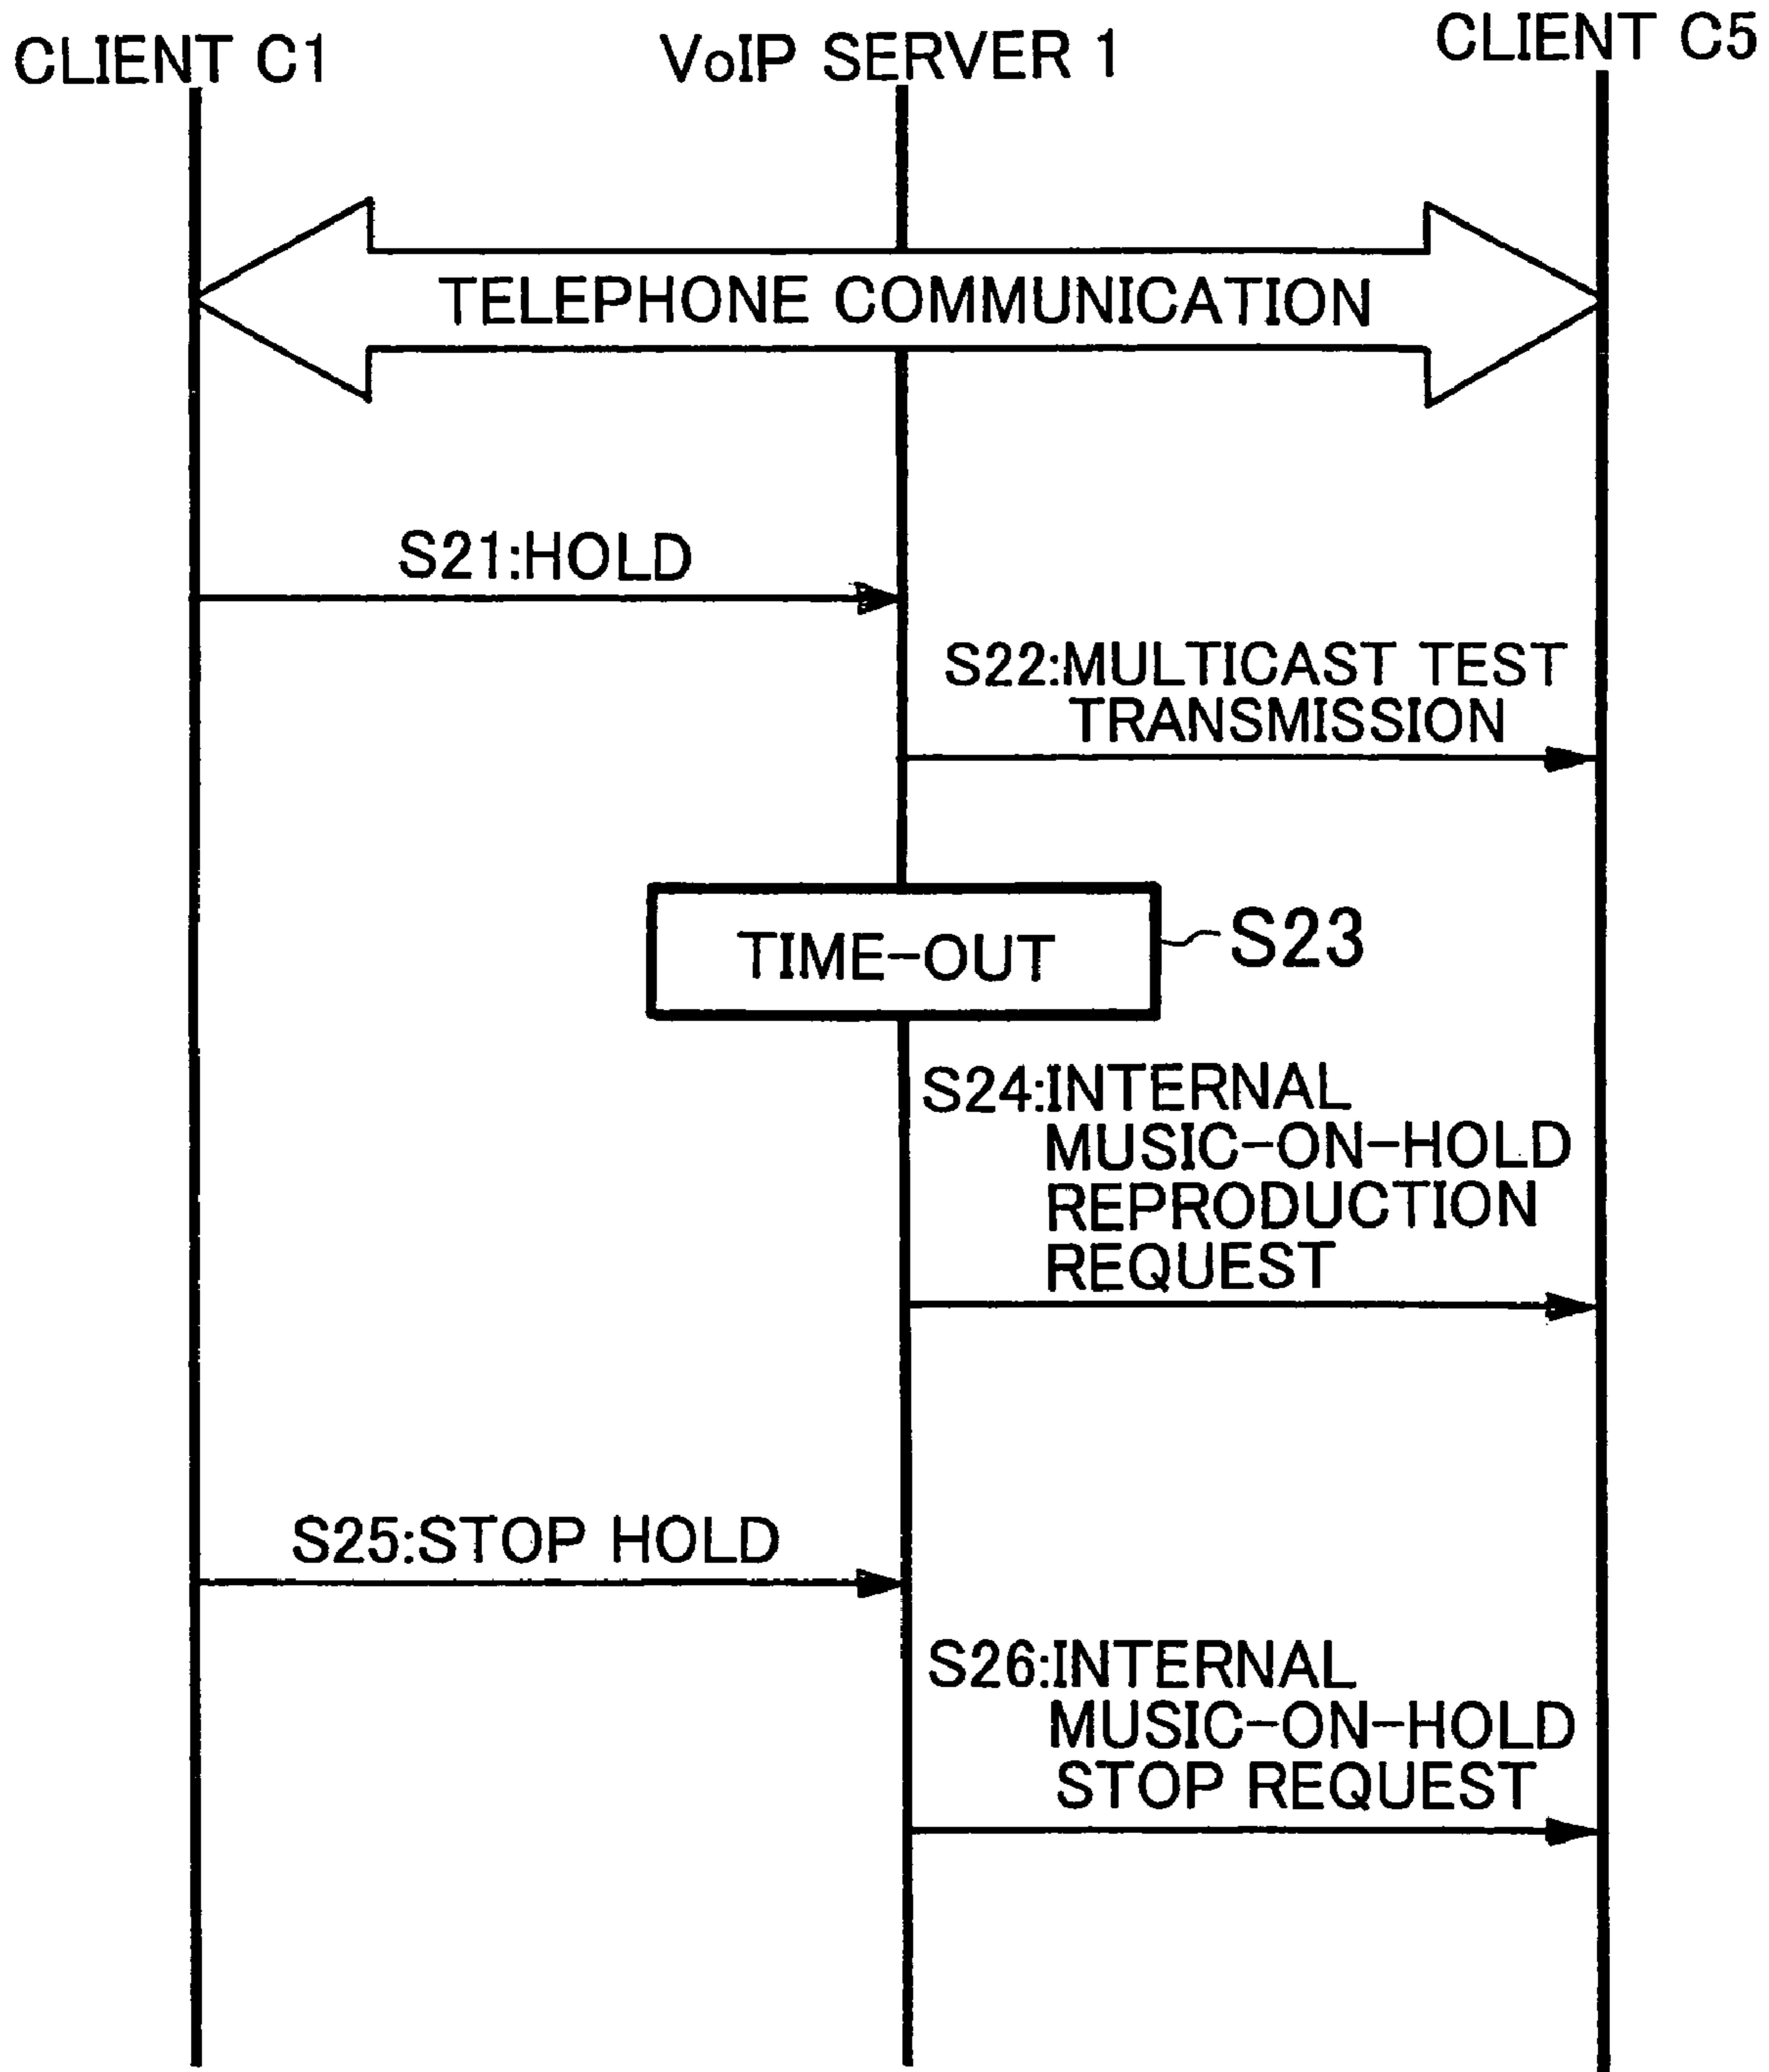 CLIENT C1
VoIP SERVER 1
CLIENT C5
TELEPHONE COMMUNICATION
S21:HOLD
S22:MULTICAST TEST
TRANSMISSION
TIME-OUT
S23
S24:INTERNAL
MUSIC-ON-HOLD
REPRODUCTION
REQUEST
S25:STOP HOLD
S26:INTERNAL
MUSIC-ON-HOLD
STOP REQUEST